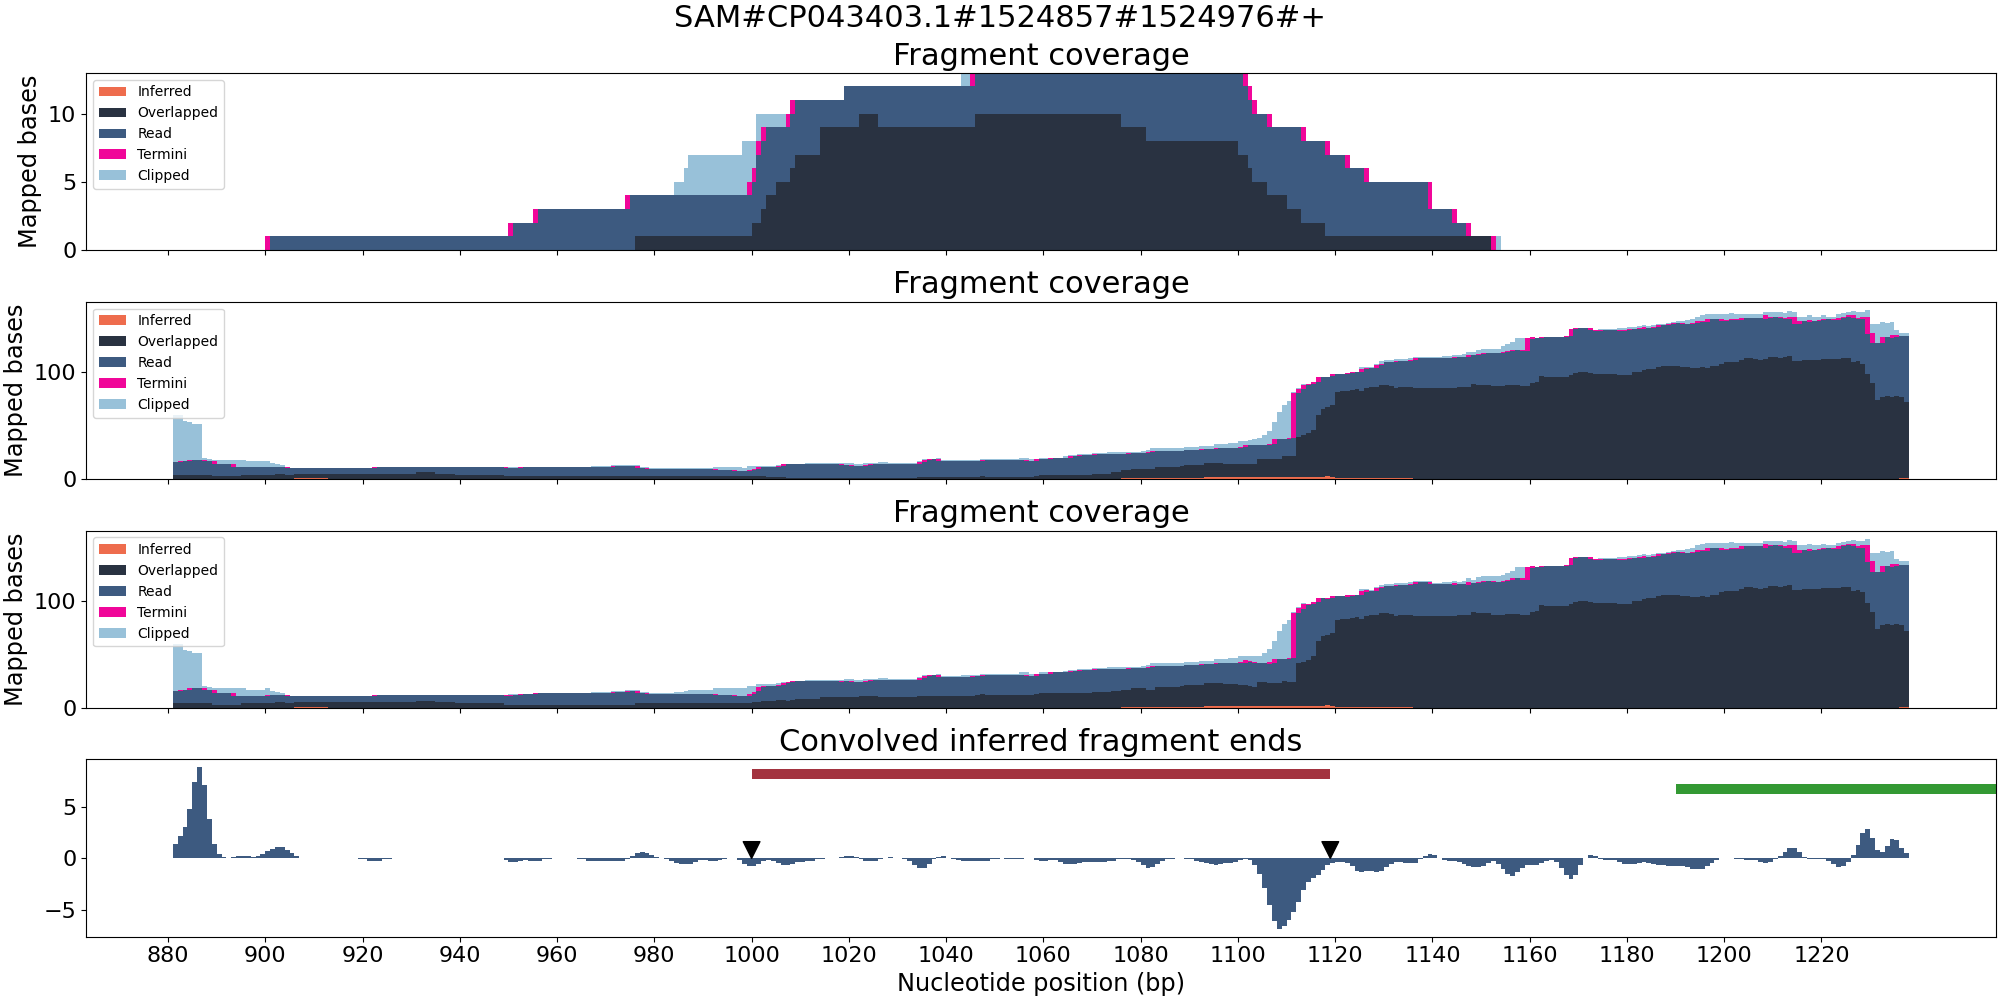 SAM#CP043403.1#1524857#1524976#+
Fragment coverage
Mapped bases
10
5
0
Inferred
Overlapped
Read
Termini
Clipped
Fragment coverage
Mapped bases
100
0
Inferred
Overlapped
Read
Termini
Clipped
Fragment coverage
Mapped bases
100
0
Inferred
Overlapped
Read
Termini
Clipped
Convolved inferred fragment ends
5
0
−5
880 900 920 940 960 980 1000 1020 1040 1060 1080 1100 1120 1140 1160 1180 1200 1220
Nucleotide position (bp)